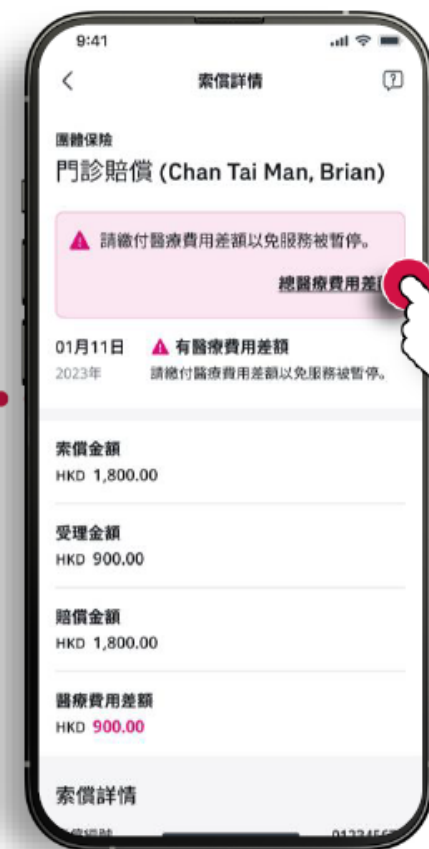 9:41
索償詳情
團體保險
門診賠償 (Chan Tai Man, Brian)
請繳付醫療費用差額以免服務被暫停。
總醫療費用差
01月11日 有醫療費用差額
2023年 請繳付醫療費用差額以免服務被暫停。
索償金額
HKD 1,800.00
受理金額
HKD 900.00
賠償金額
HKD 1,800.00
醫療費用差額
HKD 900.00
索償詳情